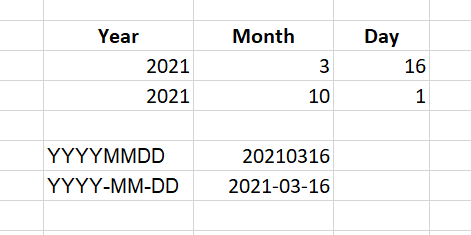 Year Month Day
2021 3 16
2021 10 1
YYYYMMDD 20210316
YYYY-MM-DD 2021-03-16